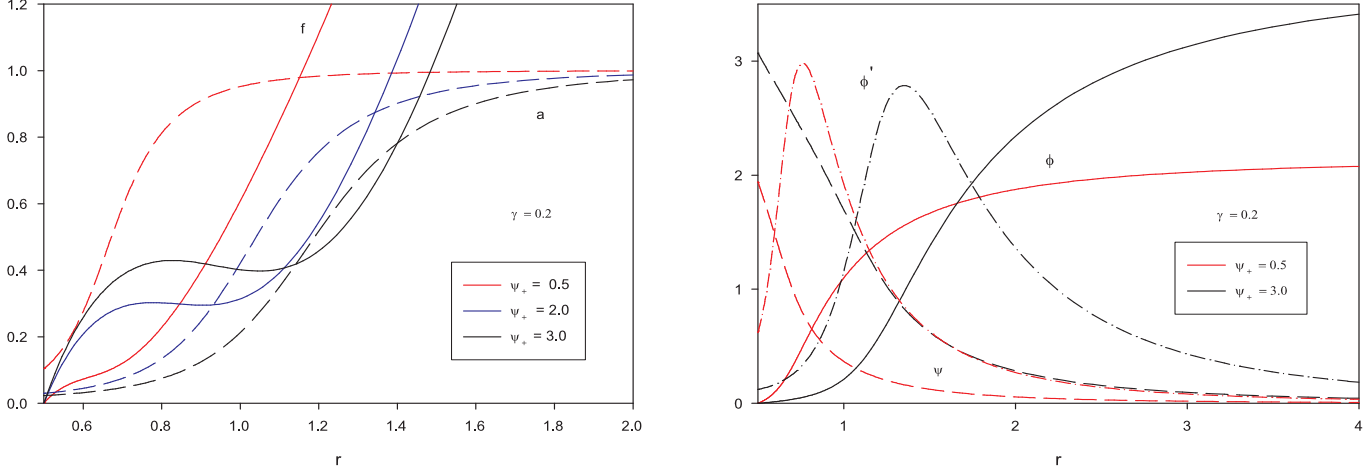 1.2
1.0
0.8
0.6
0.4
0.2
0.0
0.6 0.8 1.0 1.2 1.4 1.6 1.8 2.0
r
f
a
γ = 0.2
ψ+ = 0.5
ψ+ = 2.0
ψ+ = 3.0
3
2
1
0
1 2 3 4
r
ϕ'
ϕ
ψ
γ = 0.2
ψ+ = 0.5
ψ+ = 3.0